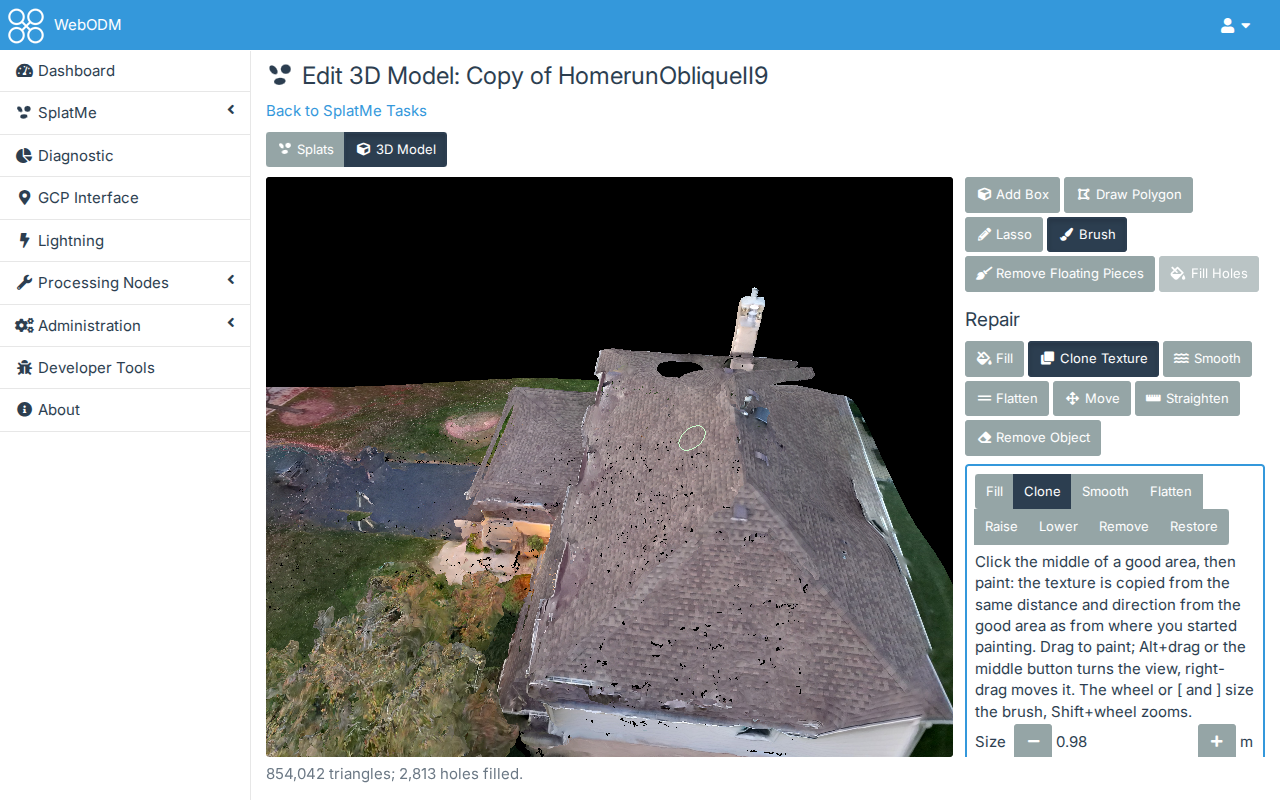 WebODM
Dashboard
SplatMe
Diagnostic
GCP Interface
Lightning
Processing Nodes
Administration
Developer Tools
About
Edit 3D Model: Copy of HomerunObliqueII9
Back to SplatMe Tasks
Splats 3D Model
Add Box Draw Polygon
Lasso Brush
Remove Floating Pieces Fill Holes
Repair
Fill Clone Texture Smooth
Flatten Move Straighten
Remove Object
Fill Clone Smooth Flatten
Raise Lower Remove Restore
Click the middle of a good area, then
paint: the texture is copied from the
same distance and direction from the
good area as from where you started
painting. Drag to paint; Alt+drag or the
middle button turns the view, right-
drag moves it. The wheel or [ and ] size
the brush, Shift+wheel zooms.
Size − 0.98 + m
854,042 triangles; 2,813 holes filled.